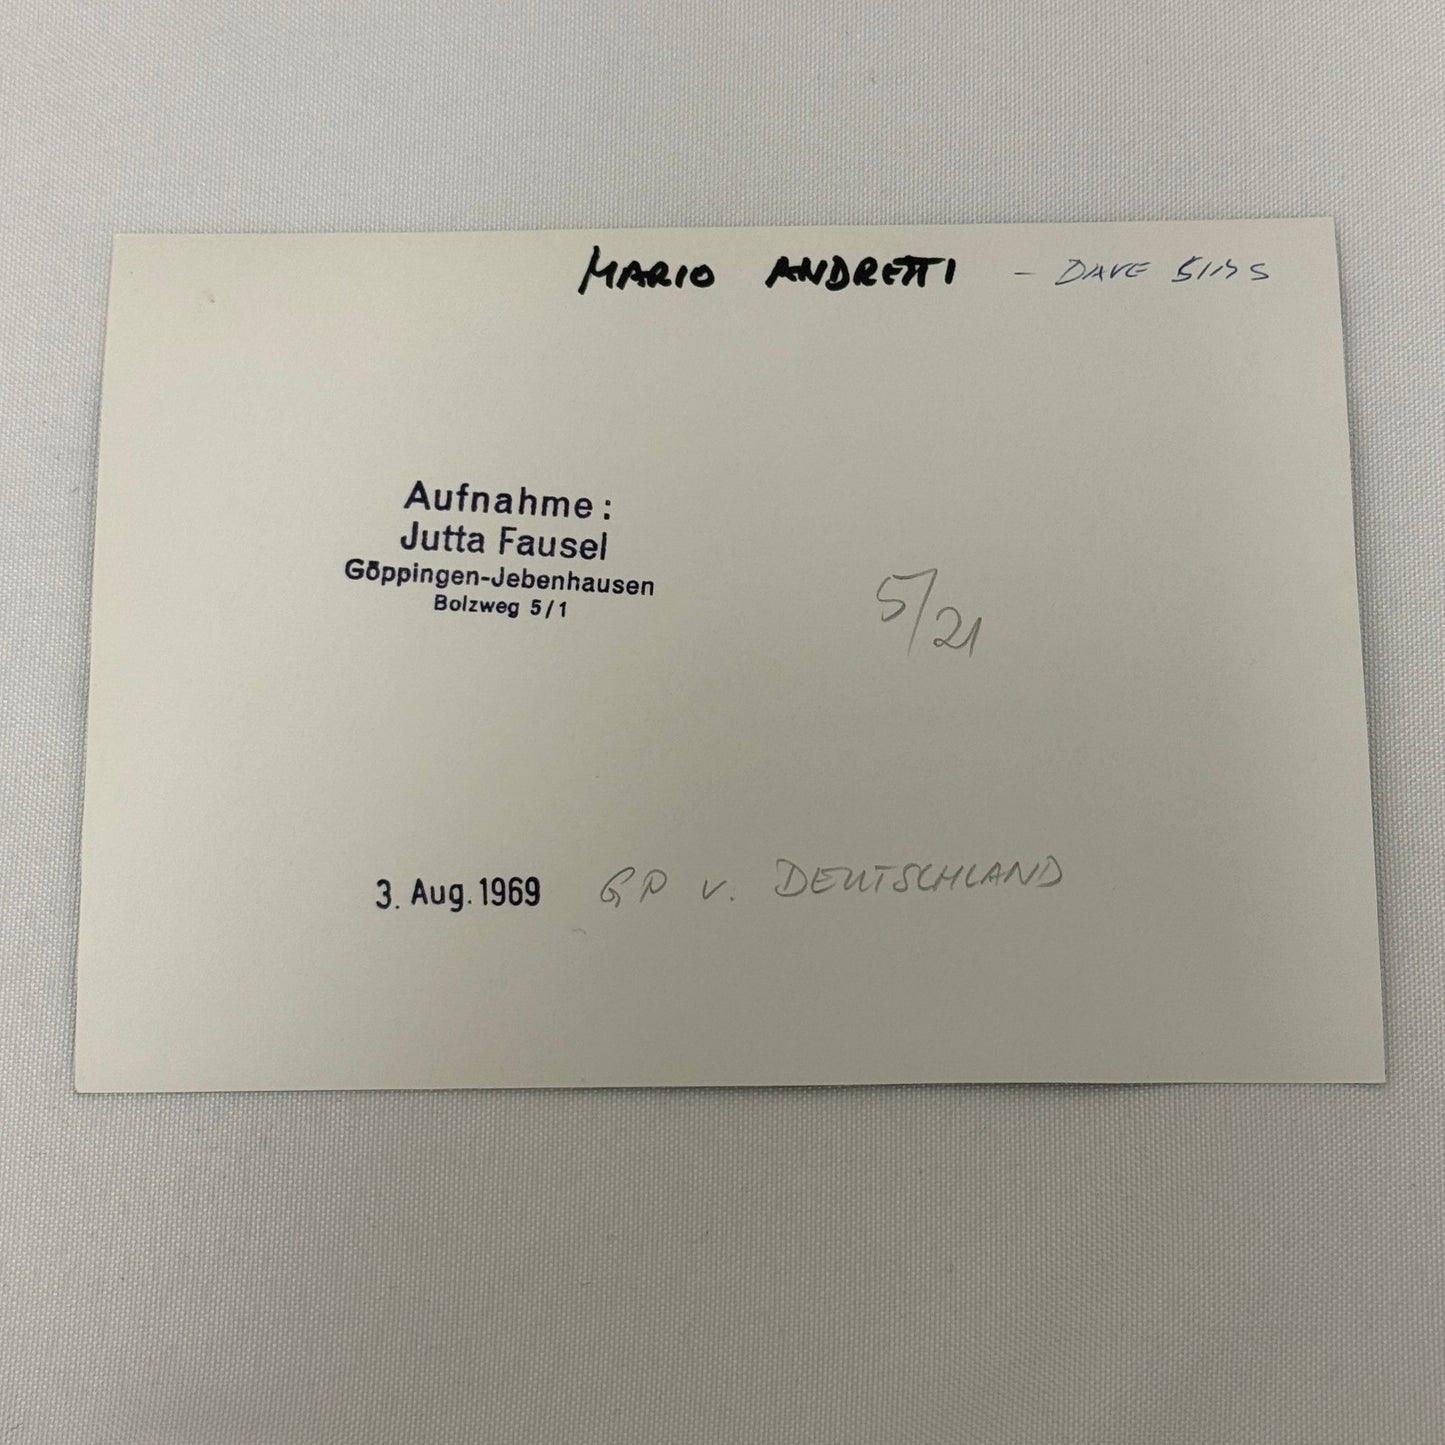 MARIO ANDRETTI - DAVE SIMS
Aufnahme:
Jutta Fausel
Göppingen-Jebenhausen
Bolzweg 5/1
5/21
3. Aug. 1969 GP v. DEUTSCHLAND